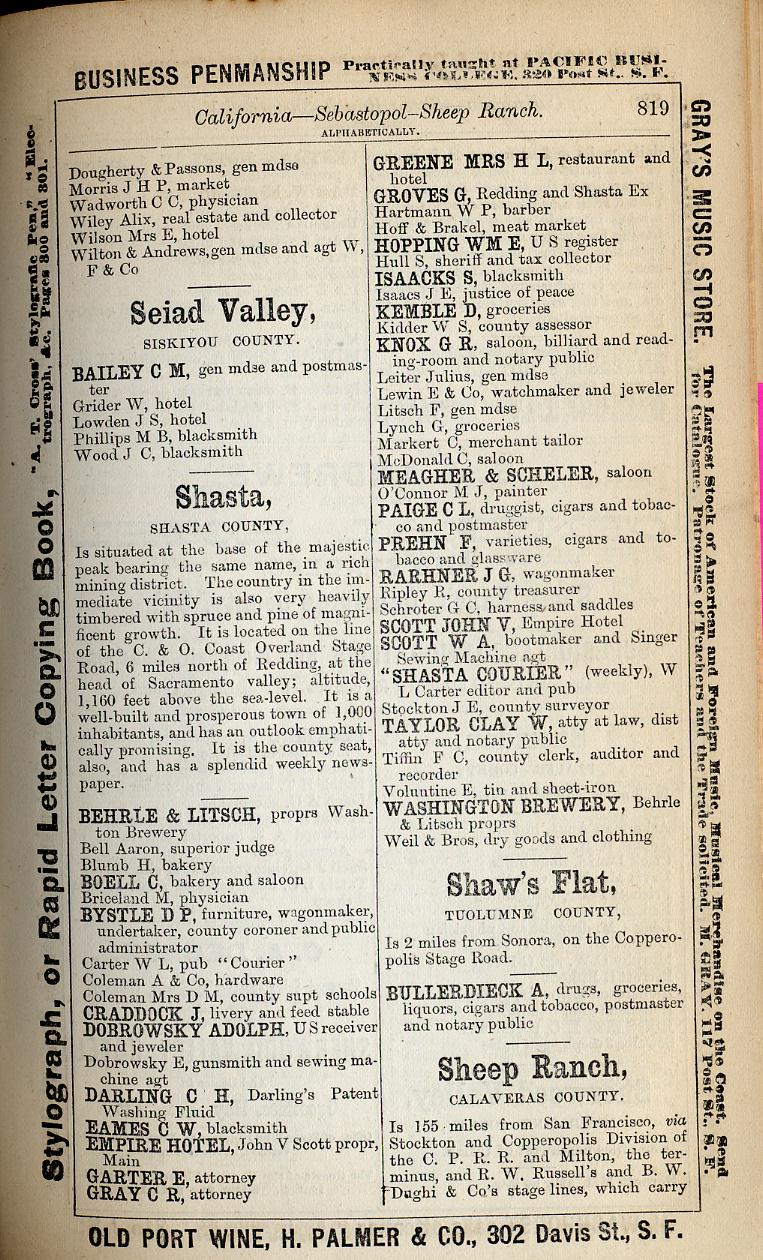 BUSINESS PENMANSHIP Practically taught at PACIFIC BUSI-
NESS COLLEGE, 320 Post St., S. F.
California—Sebastopol–Sheep Ranch. 819
ALPHABETICALLY.
Dougherty & Passons, gen mdse
Morris J H P, market
Wadworth C C, physician
Wiley Alix, real estate and collector
Wilson Mrs E, hotel
Wilton & Andrews, gen mdse and agt W,
F & Co
Seiad Valley,
SISKIYOU COUNTY.
BAILEY C M, gen mdse and postmas-
ter
Grider W, hotel
Lowden J S, hotel
Phillips M B, blacksmith
Wood J C, blacksmith
Shasta,
SHASTA COUNTY,
Is situated at the base of the majestic
peak bearing the same name, in a rich
mining district. The country in the im-
mediate vicinity is also very heavily
timbered with spruce and pine of magni-
ficent growth. It is located on the line
of the C. & O. Coast Overland Stage
Road, 6 miles north of Redding, at the
head of Sacramento valley; altitude,
1,160 feet above the sea-level. It is a
well-built and prosperous town of 1,000
inhabitants, and has an outlook emphati-
cally promising. It is the county seat,
also, and has a splendid weekly news-
paper.
BEHRLE & LITSCH, proprs Wash-
ton Brewery
Bell Aaron, superior judge
Blumb H, bakery
BOELL C, bakery and saloon
Briceland M, physician
BYSTLE D P, furniture, wagonmaker,
undertaker, county coroner and public
administrator
Carter W L, pub "Courier"
Coleman A & Co, hardware
Coleman Mrs D M, county supt schools
CRADDOCK J, livery and feed stable
DOBROWSKY ADOLPH, U S receiver
and jeweler
Dobrowsky E, gunsmith and sewing ma-
chine agt
DARLING C H, Darling's Patent
Washing Fluid
EAMES C W, blacksmith
EMPIRE HOTEL, John V Scott propr,
Main
GARTER E, attorney
GRAY C R, attorney
GREENE MRS H L, restaurant and
hotel
GROVES G, Redding and Shasta Ex
Hartmann W P, barber
Hoff & Brakel, meat market
HOPPING WM E, U S register
Hull S, sheriff and tax collector
ISAACKS S, blacksmith
Isaacs J E, justice of peace
KEMBLE D, groceries
Kidder W S, county assessor
KNOX G R, saloon, billiard and read-
ing-room and notary public
Leiter Julius, gen mdse
Lewin E & Co, watchmaker and jeweler
Litsch F, gen mdse
Lynch G, groceries
Markert C, merchant tailor
McDonald C, saloon
MEAGHER & SCHELER, saloon
O'Connor M J, painter
PAIGE C L, druggist, cigars and tobac-
co and postmaster
PREHN F, varieties, cigars and to-
bacco and glassware
RARHNER J G, wagonmaker
Ripley R, county treasurer
Schroter G C, harness and saddles
SCOTT JOHN V, Empire Hotel
SCOTT W A, bootmaker and Singer
Sewing Machine agt
"SHASTA COURIER" (weekly), W
L Carter editor and pub
Stockton J E, county surveyor
TAYLOR CLAY W, atty at law, dist
atty and notary public
Tiffin F C, county clerk, auditor and
recorder
Voluntine E, tin and sheet-iron
WASHINGTON BREWERY, Behrle
& Litsch proprs
Weil & Bros, dry goods and clothing
Shaw's Flat,
TUOLUMNE COUNTY,
Is 2 miles from Sonora, on the Coppero-
polis Stage Road.
BULLERDIECK A, drugs, groceries,
liquors, cigars and tobacco, postmaster
and notary public
Sheep Ranch,
CALAVERAS COUNTY.
Is 155 miles from San Francisco, via
Stockton and Copperopolis Division of
the C. P. R. R. and Milton, the ter-
minus, and R. W. Russell's and B. W.
Dughi & Co's stage lines, which carry
Stylograph, or Rapid Letter Copying Book, "A. T. Cross' Stylografic Pen," "Elec-
trograph, &c. Pages 300 and 301.
GRAY'S MUSIC STORE. The Largest Stock of American and Foreign Music, Musical Merchandise on the Coast. Send
for Catalogue. Patronage of Teachers and the Trade solicited. M. GRAY, 117 Post St., S. F.
OLD PORT WINE, H. PALMER & CO., 302 Davis St., S. F.